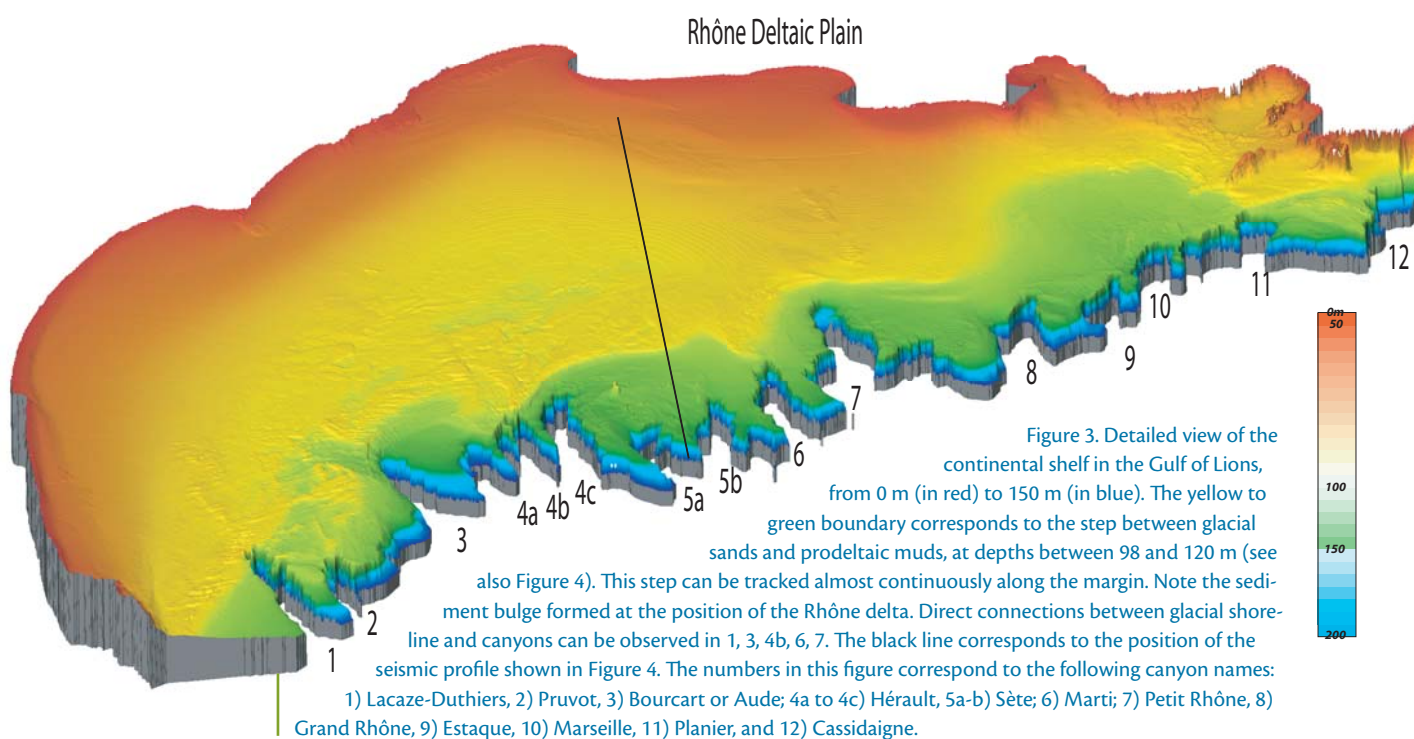 Rhône Deltaic Plain
12
11
10
9
8
7
6
5b
5a
4c
4b
4a
3
2
1
0m
50
100
150
200
Figure 3. Detailed view of the
continental shelf in the Gulf of Lions,
from 0 m (in red) to 150 m (in blue). The yellow to
green boundary corresponds to the step between glacial
sands and prodeltaic muds, at depths between 98 and 120 m (see
also Figure 4). This step can be tracked almost continuously along the margin. Note the sedi-
ment bulge formed at the position of the Rhône delta. Direct connections between glacial shore-
line and canyons can be observed in 1, 3, 4b, 6, 7. The black line corresponds to the position of the
seismic profile shown in Figure 4. The numbers in this figure correspond to the following canyon names:
1) Lacaze-Duthiers, 2) Pruvot, 3) Bourcart or Aude; 4a to 4c) Hérault, 5a-b) Sète; 6) Marti; 7) Petit Rhône, 8)
Grand Rhône, 9) Estaque, 10) Marseille, 11) Planier, and 12) Cassidaigne.